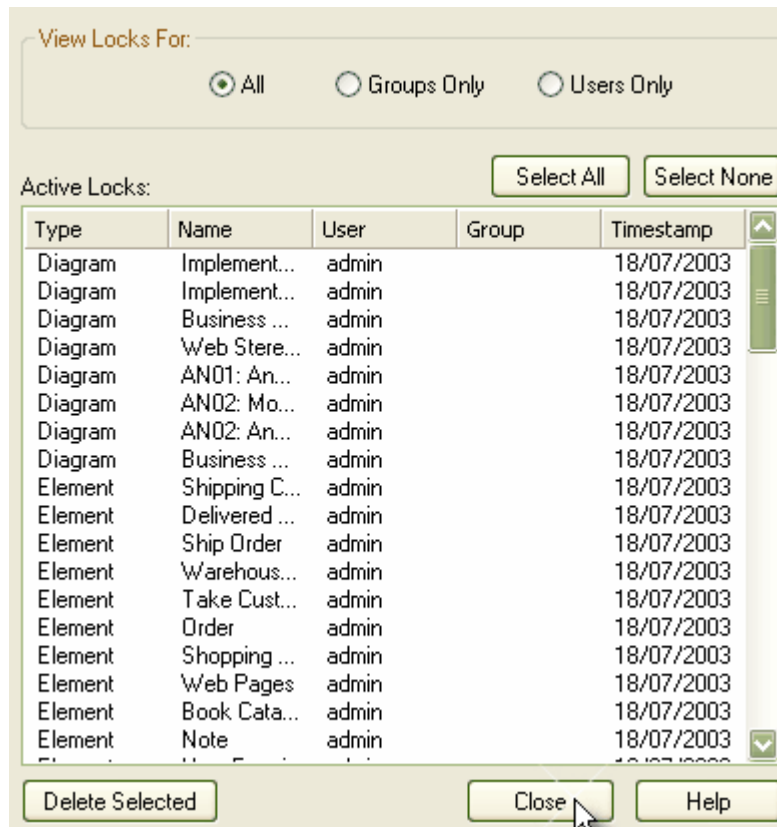 View Locks For:
All Groups Only Users Only
Select All Select None
Active Locks:
Type Name User Group Timestamp
Diagram Implement... admin 18/07/2003
Diagram Implement... admin 18/07/2003
Diagram Business ... admin 18/07/2003
Diagram Web Stere... admin 18/07/2003
Diagram AN01: An... admin 18/07/2003
Diagram AN02: Mo... admin 18/07/2003
Diagram AN02: An... admin 18/07/2003
Diagram Business ... admin 18/07/2003
Element Shipping C... admin 18/07/2003
Element Delivered ... admin 18/07/2003
Element Ship Order admin 18/07/2003
Element Warehous... admin 18/07/2003
Element Take Cust... admin 18/07/2003
Element Order admin 18/07/2003
Element Shopping ... admin 18/07/2003
Element Web Pages admin 18/07/2003
Element Book Cata... admin 18/07/2003
Element Note admin 18/07/2003
Delete Selected Close Help